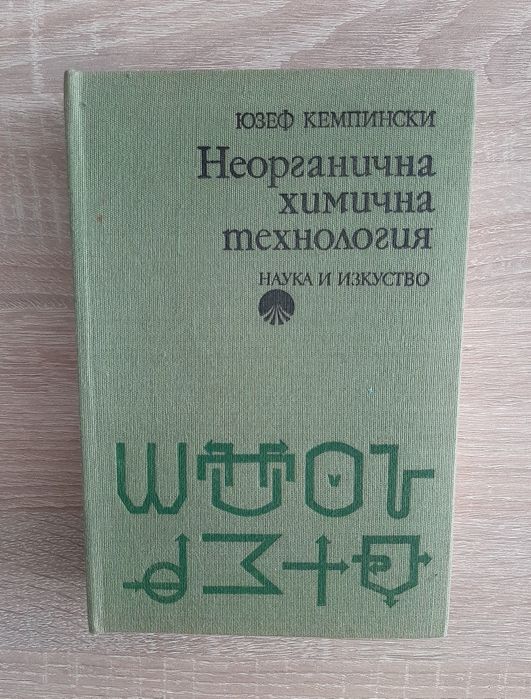 ЮЗЕФ КЕМПИНСКИ
Неорганична
химична
технология
НАУКА И ИЗКУСТВО